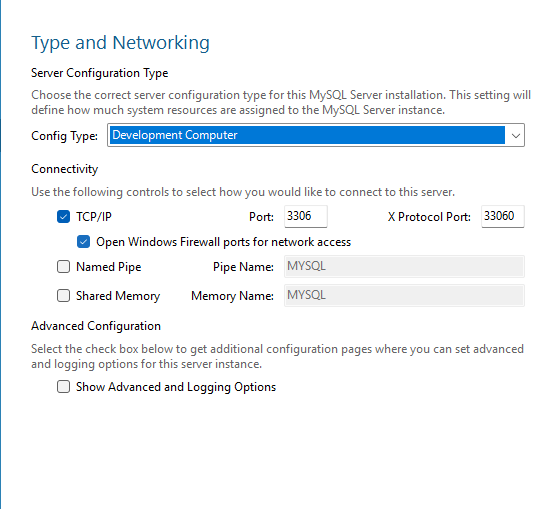 Type and Networking
Server Configuration Type
Choose the correct server configuration type for this MySQL Server installation. This setting will
define how much system resources are assigned to the MySQL Server instance.
Config Type: Development Computer
Connectivity
Use the following controls to select how you would like to connect to this server.
TCP/IP Port: 3306 X Protocol Port: 33060
Open Windows Firewall ports for network access
Named Pipe Pipe Name: MYSQL
Shared Memory Memory Name: MYSQL
Advanced Configuration
Select the check box below to get additional configuration pages where you can set advanced
and logging options for this server instance.
Show Advanced and Logging Options